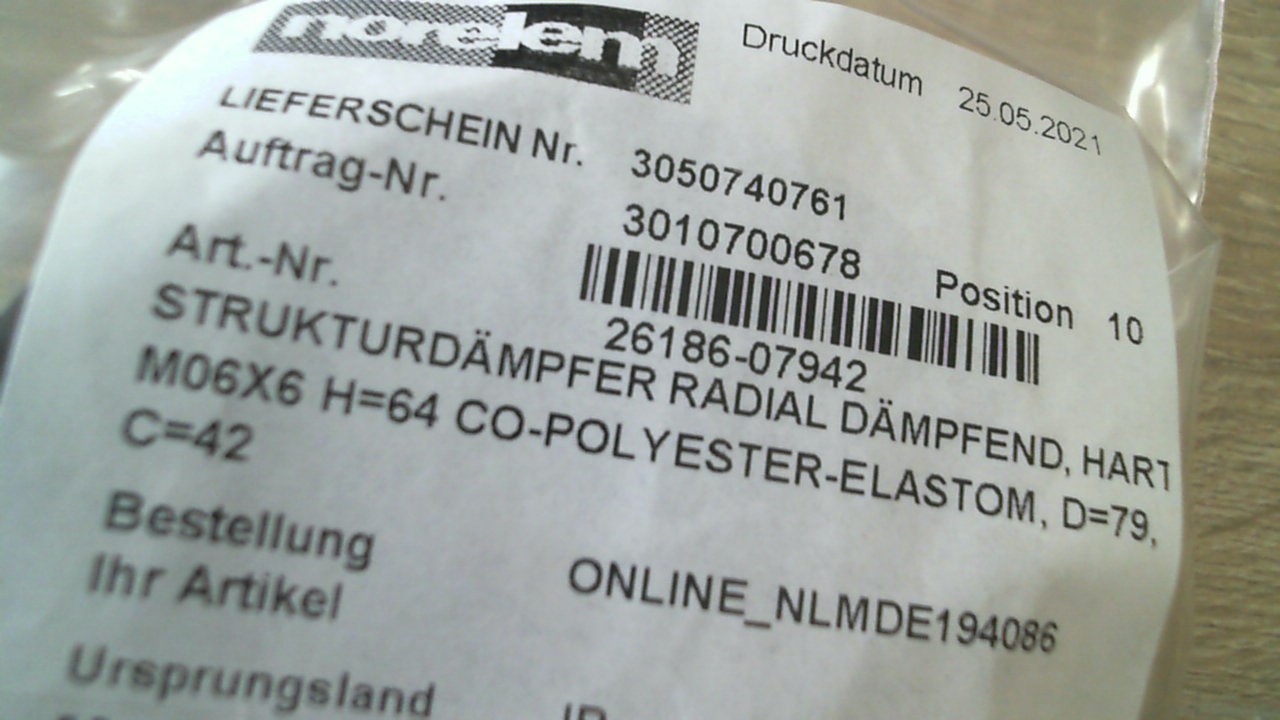 norelem
Druckdatum 25.05.2021
LIEFERSCHEIN Nr. 3050740761
Auftrag-Nr. 3010700678 Position 10
Art.-Nr. 26186-07942
STRUKTURDÄMPFER RADIAL DÄMPFEND, HART
M06X6 H=64 CO-POLYESTER-ELASTOM, D=79,
C=42
Bestellung ONLINE_NLMDE194086
Ihr Artikel
Ursprungsland